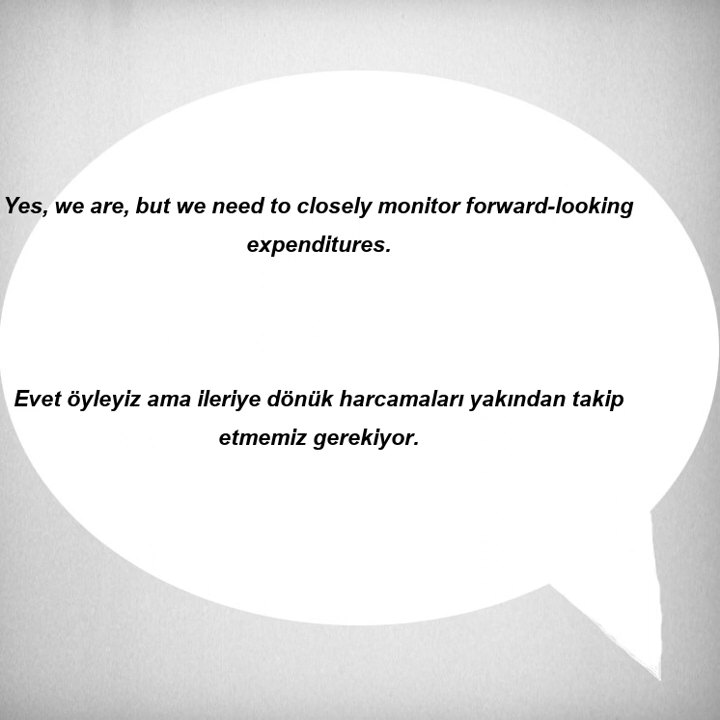 Yes, we are, but we need to closely monitor forward-looking
expenditures.
Evet öyleyiz ama ileriye dönük harcamaları yakından takip
etmemiz gerekiyor.